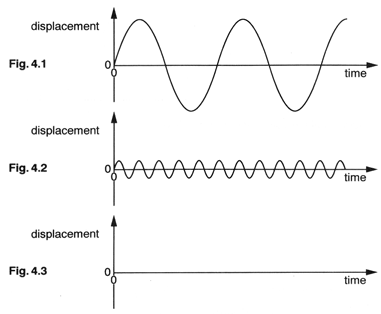 displacement
Fig. 4.1
0
0
time
displacement
Fig. 4.2
0
0
time
displacement
Fig. 4.3
0
0
time